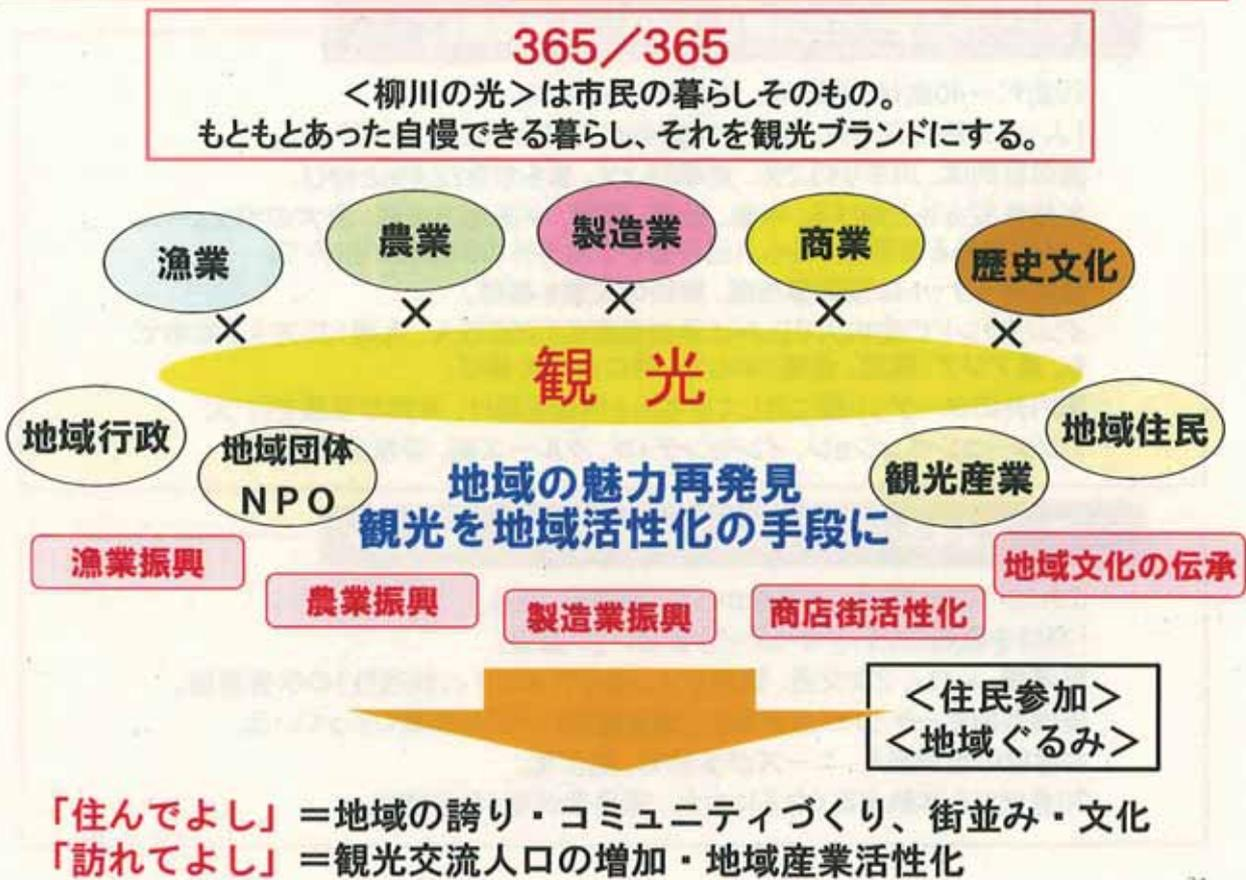 365／365
＜柳川の光＞は市民の暮らしそのもの。
もともとあった自慢できる暮らし、それを観光ブランドにする。
漁業
農業
製造業
商業
歴史文化
×
×
×
×
×
観 光
地域行政
地域団体
NPO
地域の魅力再発見
観光を地域活性化の手段に
観光産業
地域住民
漁業振興
農業振興
製造業振興
商店街活性化
地域文化の伝承
＜住民参加＞
＜地域ぐるみ＞
「住んでよし」＝地域の誇り・コミュニティづくり、街並み・文化
「訪れてよし」＝観光交流人口の増加・地域産業活性化